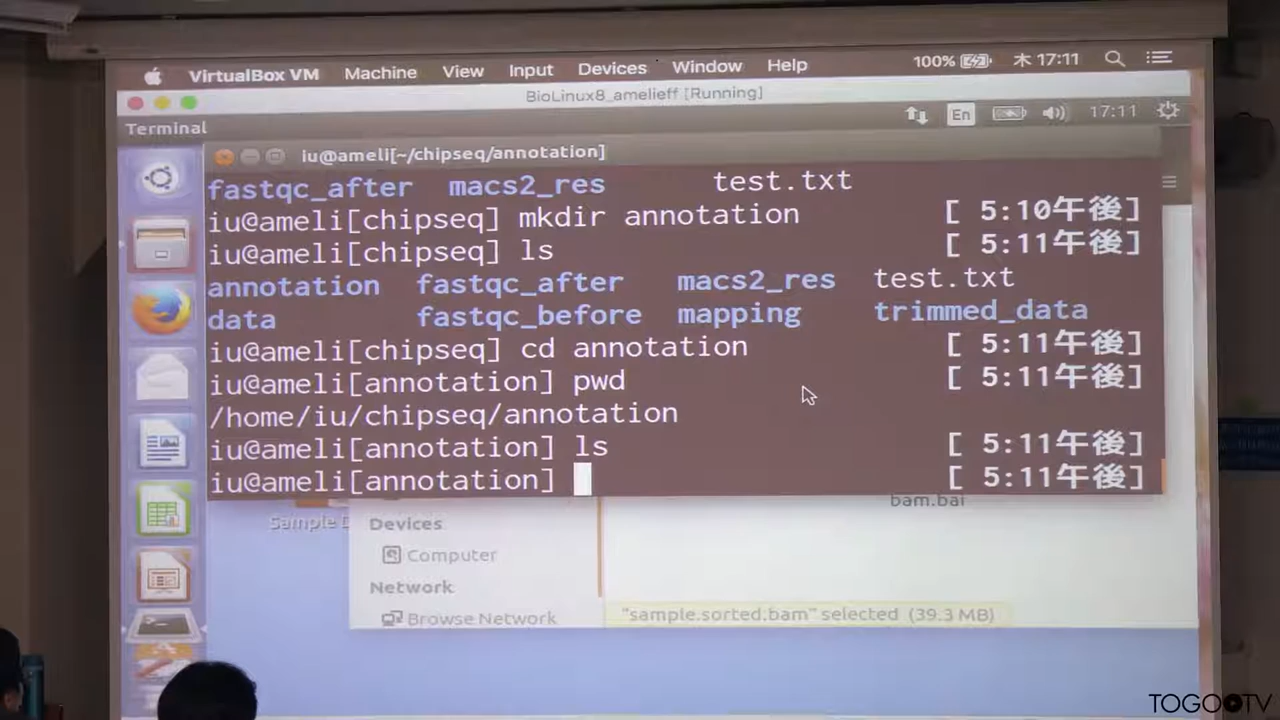 VirtualBox VM Machine View Input Devices Window Help 100% 木 17:11
BioLinux8_amelieff [Running]
Terminal En 17:11
iu@ameli[~/chipseq/annotation]
fastqc_after macs2_res test.txt
iu@ameli[chipseq] mkdir annotation [ 5:10午後]
iu@ameli[chipseq] ls [ 5:11午後]
annotation fastqc_after macs2_res test.txt
data fastqc_before mapping trimmed_data
iu@ameli[chipseq] cd annotation [ 5:11午後]
iu@ameli[annotation] pwd [ 5:11午後]
/home/iu/chipseq/annotation
iu@ameli[annotation] ls [ 5:11午後]
iu@ameli[annotation] [ 5:11午後]
bam.bai
Sample
Devices
Computer
Network
Browse Network
"sample.sorted.bam" selected (39.3 MB)
TOGOTV